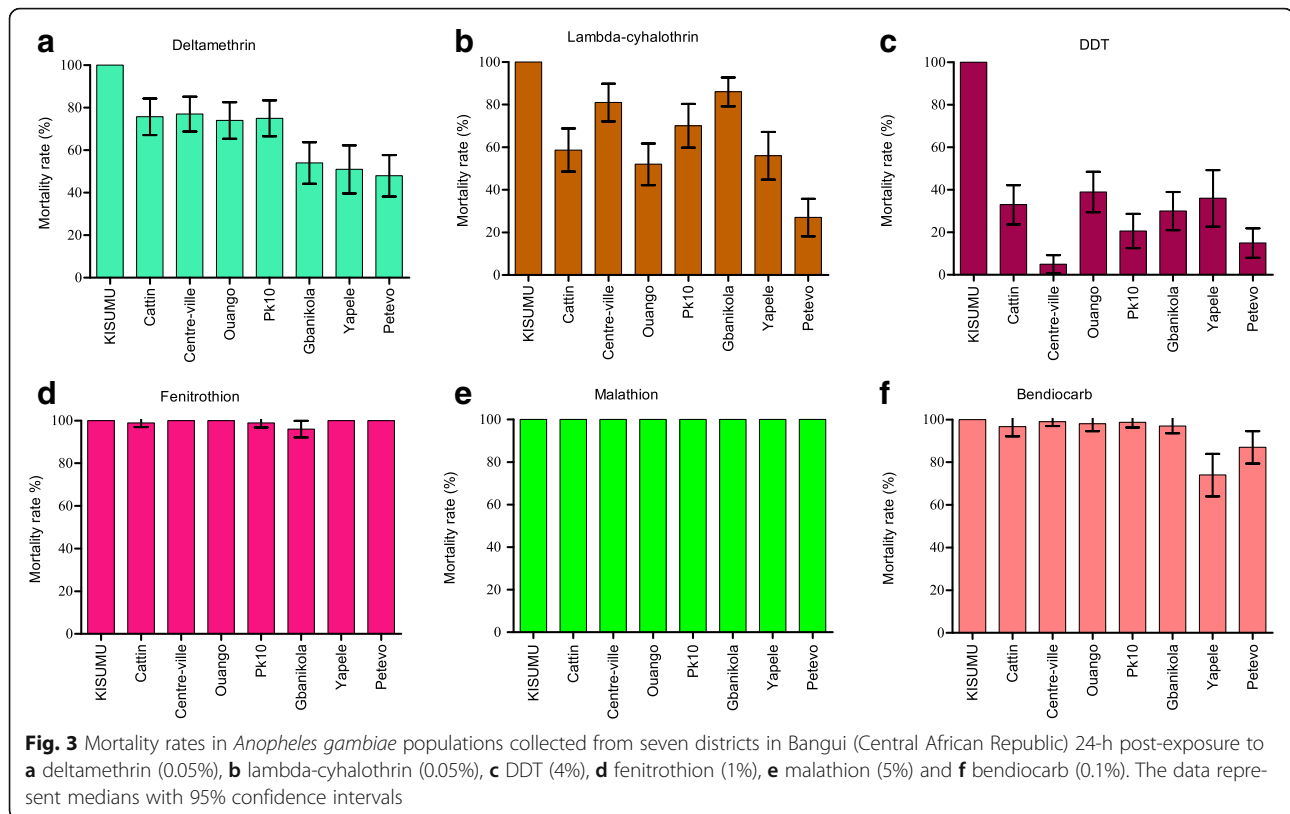 a
Deltamethrin
Mortality rate (%)
100
80
60
40
20
0
KISUMU
Cattin
Centre-ville
Ouango
Pk10
Gbanikola
Yapele
Petevo
b
Lambda-cyhalothrin
Mortality rate (%)
100
80
60
40
20
0
KISUMU
Cattin
Centre-ville
Ouango
Pk10
Gbanikola
Yapele
Petevo
c
DDT
Mortality rate (%)
100
80
60
40
20
0
KISUMU
Cattin
Centre-ville
Ouango
Pk10
Gbanikola
Yapele
Petevo
d
Fenitrothion
Mortality rate %)
100
80
60
40
20
0
KISUMU
Cattin
Centre-ville
Ouango
Pk10
Gbanikola
Yapele
Petevo
e
Malathion
Mortality rate (%)
100
80
60
40
20
0
KISUMU
Cattin
Centre-ville
Ouango
Pk10
Gbanikola
Yapele
Petevo
f
Bendiocarb
Mortality rate (%)
100
80
60
40
20
0
KISUMU
Cattin
Centre-ville
Ouango
Pk10
Gbanikola
Yapele
Petevo
Fig. 3 Mortality rates in Anopheles gambiae populations collected from seven districts in Bangui (Central African Republic) 24-h post-exposure to
a deltamethrin (0.05%), b lambda-cyhalothrin (0.05%), c DDT (4%), d fenitrothion (1%), e malathion (5%) and f bendiocarb (0.1%). The data repre-
sent medians with 95% confidence intervals